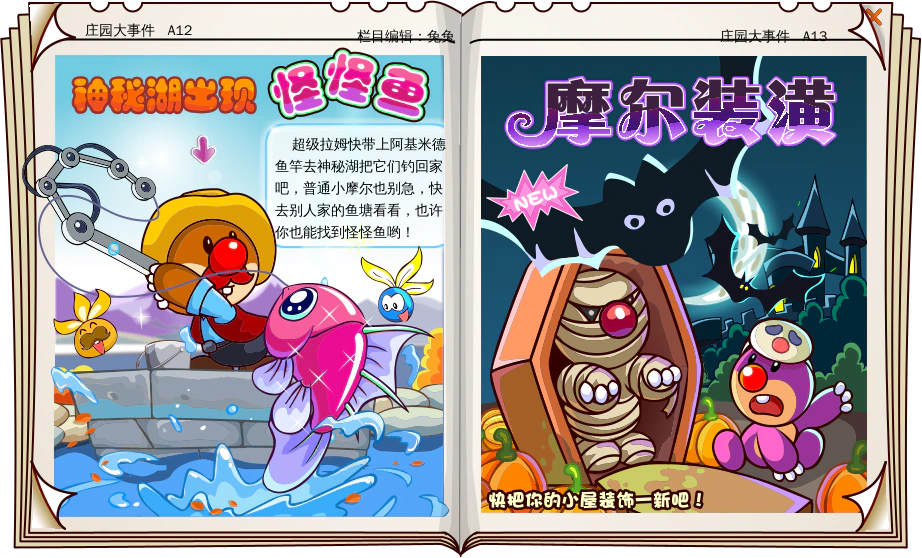 庄园大事件 A12
栏目编辑：兔兔
神秘湖出现
怪怪鱼
超级拉姆快带上阿基米德
鱼竿去神秘湖把它们钓回家
吧，普通小摩尔也别急，快
去别人家的鱼塘看看，也许
你也能找到怪怪鱼哟！
庄园大事件 A13
摩尔装潢
NEW
快把你的小屋装饰一新吧！